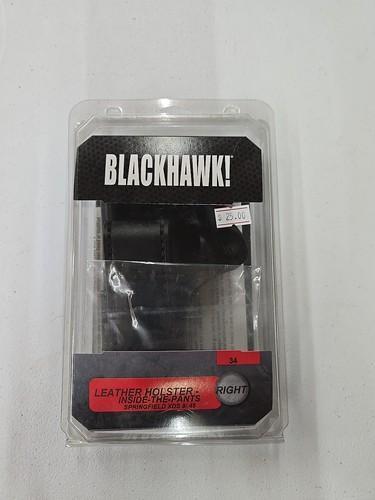 BLACKHAWK!
$ 25.00
34
LEATHER HOLSTER -
INSIDE-THE-PANTS
SPRINGFIELD XDS 9/.45
RIGHT